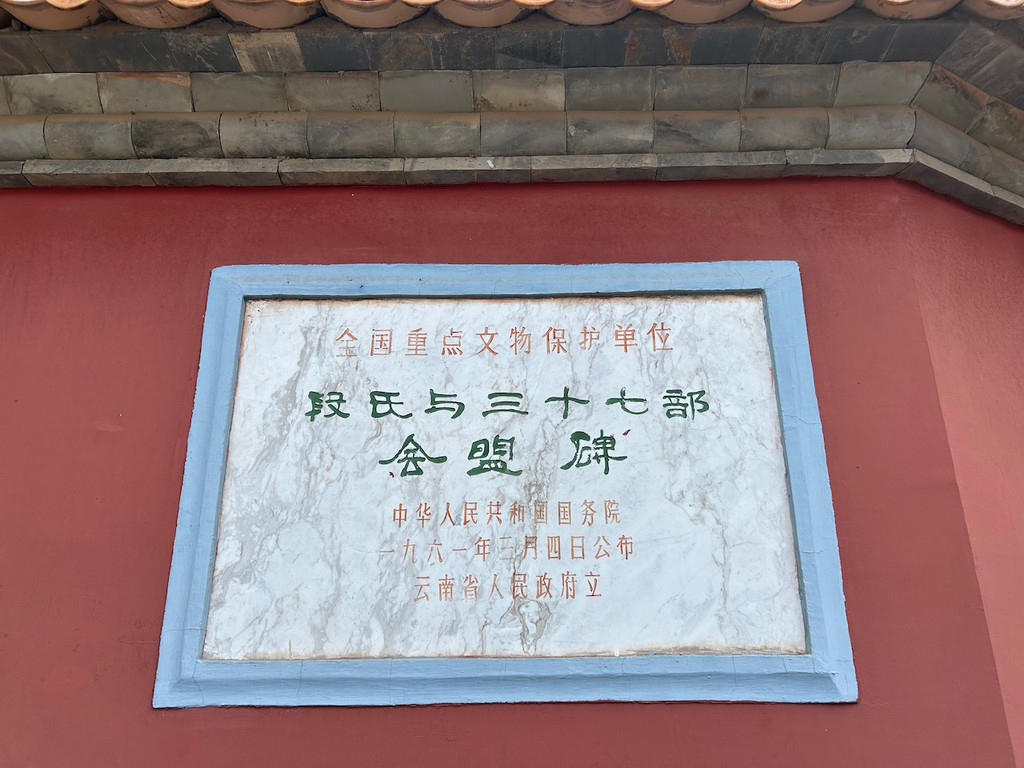 全国重点文物保护单位
段氏与三十七部
会盟碑
中华人民共和国国务院
一九六一年三月四日公布
云南省人民政府立